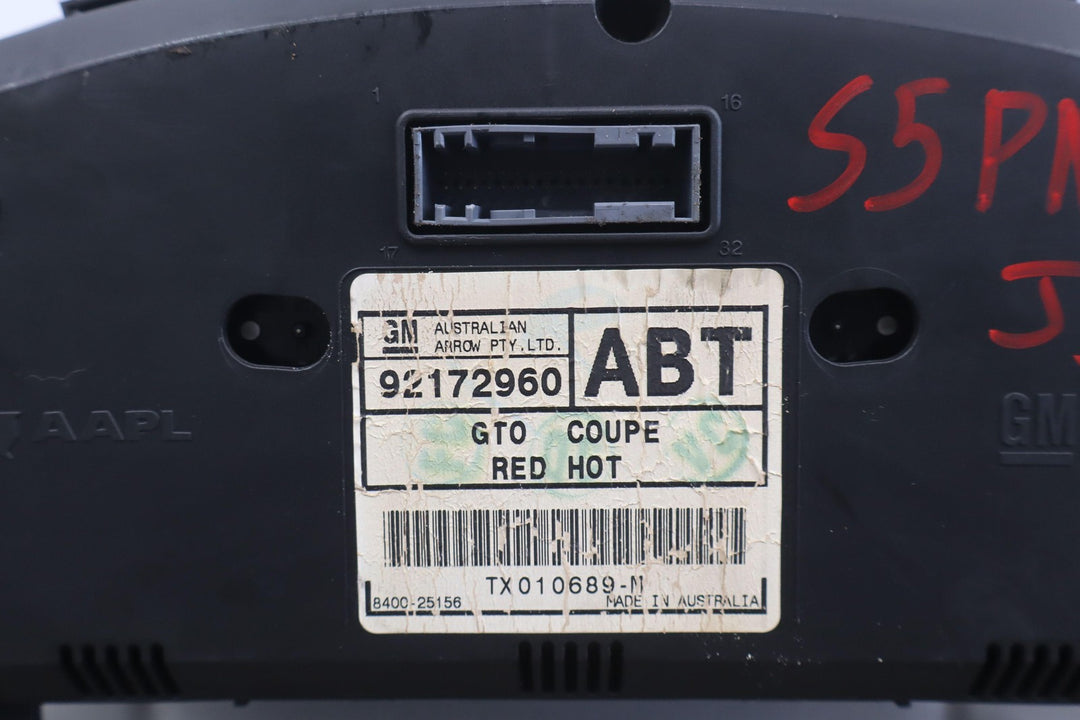 1 16
S5PM
17 32
J
GM AUSTRALIAN
ARROW PTY.LTD.
92172960
ABT
GTO COUPE
RED HOT
AAPL
GM
TX010689-M
8400-25156 MADE IN AUSTRALIA